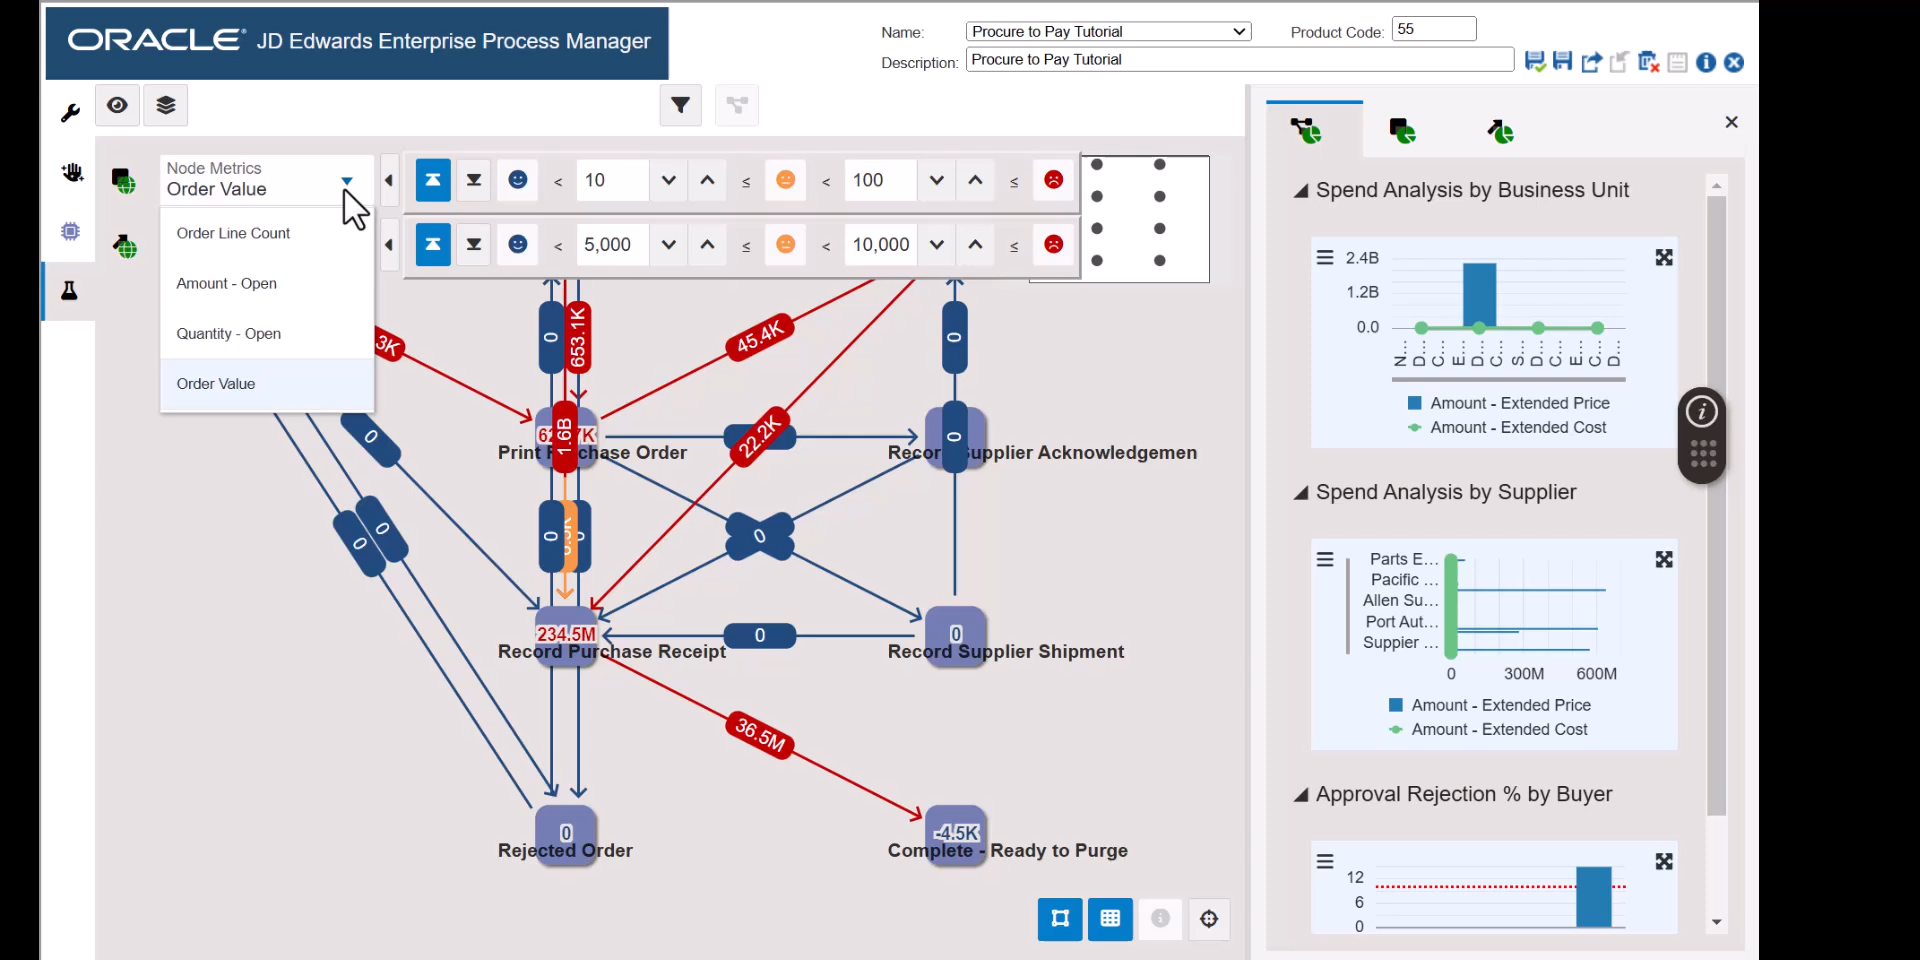 ORACLE JD Edwards Enterprise Process Manager
Name: Procure to Pay Tutorial
Product Code: 55
Description: Procure to Pay Tutorial
Node Metrics
Order Value
Order Line Count
Amount - Open
Quantity - Open
Order Value
< 10 ≤ < 100 ≤
< 5,000 ≤ < 10,000 ≤
3K
0
653.1K
45.4K
0
1.6B
Print Purchase Order
22.2K
0
0
0
0
0
0
0
0
234.5M
Record Purchase Receipt
0
0
Record Supplier Shipment
36.5M
0
Rejected Order
-4.5K
Complete - Ready to Purge
Spend Analysis by Business Unit
2.4B
1.2B
0.0
N... D... C... E... D... C... S... D... C... E... C... D...
Amount - Extended Price
Amount - Extended Cost
Spend Analysis by Supplier
Parts E...
Pacific ...
Allen Su...
Port Aut...
Suppier ...
0 300M 600M
Amount - Extended Price
Amount - Extended Cost
Approval Rejection % by Buyer
12
6
0